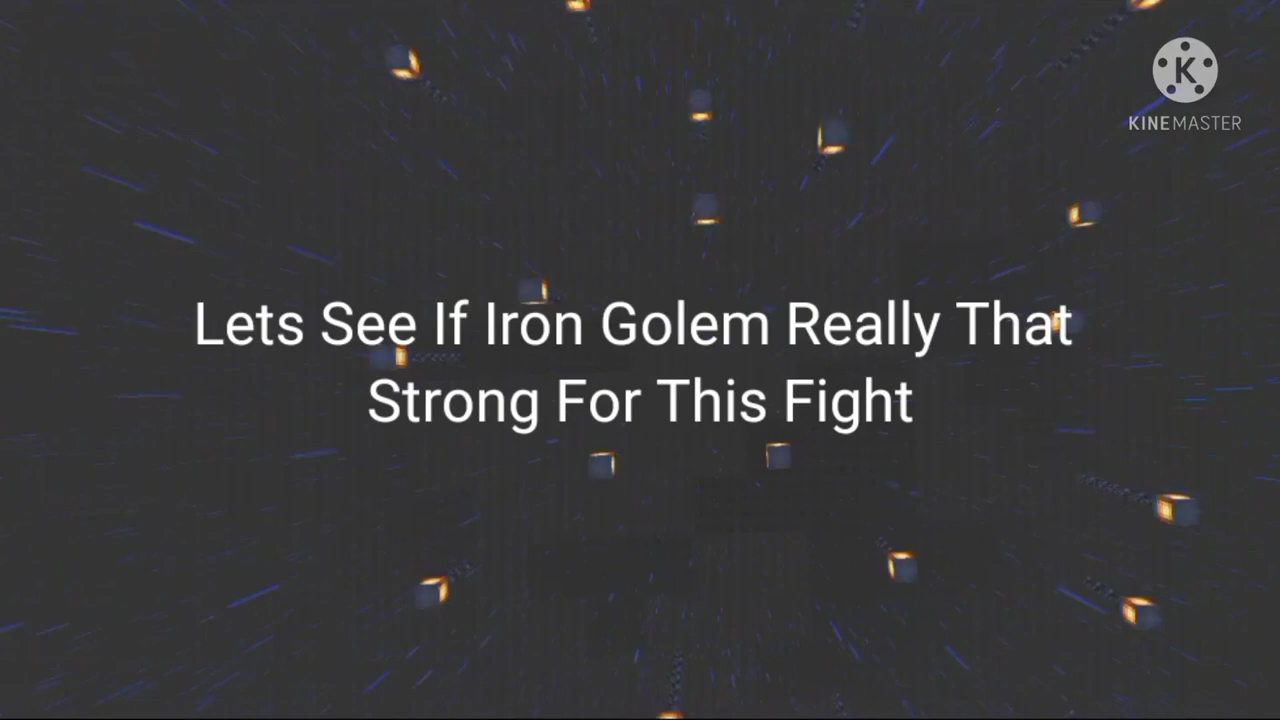 K
KINEMASTER
Lets See If Iron Golem Really That
Strong For This Fight